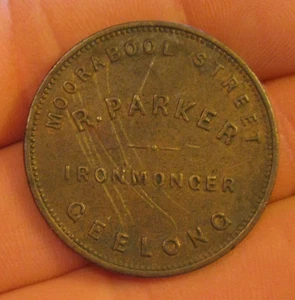 MOORABOOL STREET
R. PARKER
IRONMONGER
GEELONG